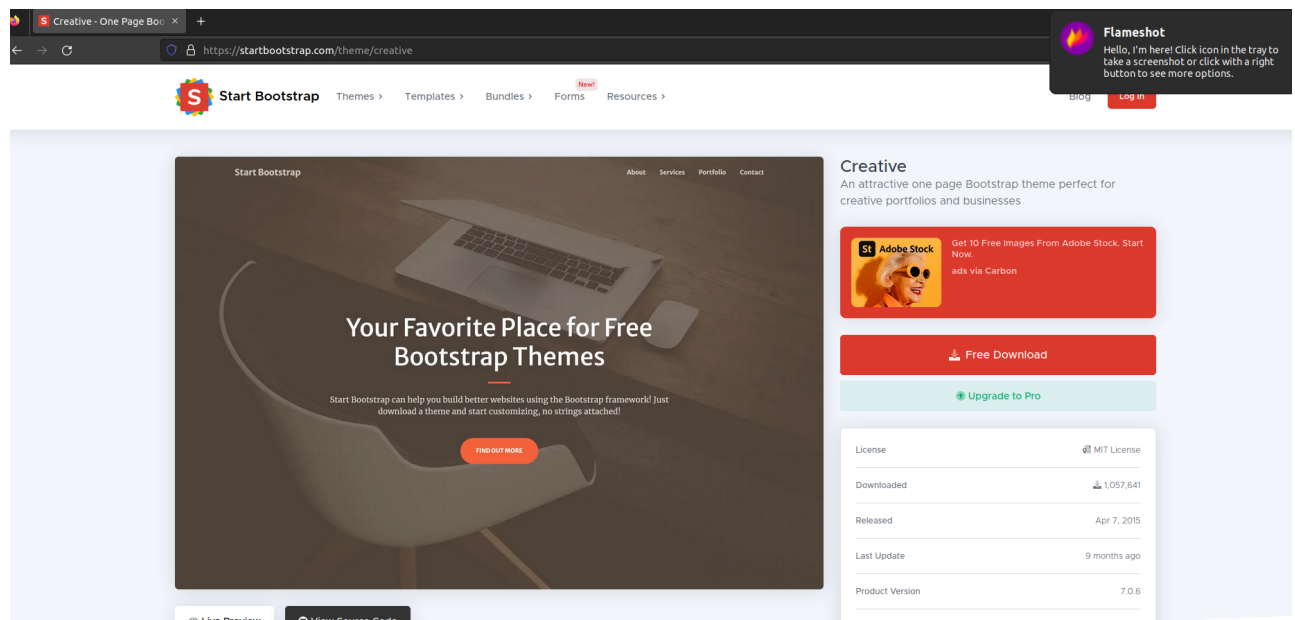 S Creative - One Page Boo × +
https://startbootstrap.com/theme/creative
Flameshot
Hello, I'm here! Click icon in the tray to
take a screenshot or click with a right
button to see more options.
S Start Bootstrap Themes > Templates > Bundles > Forms New! Resources > Blog Log In
Start Bootstrap About Services Portfolio Contact
Your Favorite Place for Free
Bootstrap Themes
Start Bootstrap can help you build better websites using the Bootstrap framework! Just
download a theme and start customizing, no strings attached!
FIND OUT MORE
Live Preview View Source Code
Creative
An attractive one page Bootstrap theme perfect for
creative portfolios and businesses
St Adobe Stock
Get 10 Free Images From Adobe Stock. Start
Now.
ads via Carbon
Free Download
Upgrade to Pro
License MIT License
Downloaded 1,057,641
Released Apr 7, 2015
Last Update 9 months ago
Product Version 7.0.6